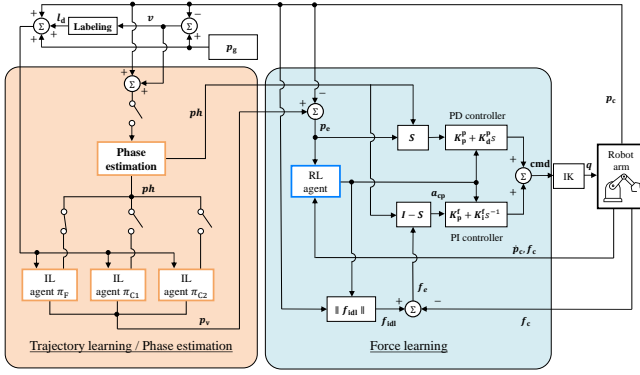 l_d
Labeling
v
Σ
Σ
+
+
+
−
+
p_g
Σ
+
+
ph
−
+
Σ
p_e
p_c
Phase
estimation
ph
S
PD controller
K_p^p + K_d^p s
RL
agent
a_cp
I − S
K_p^f + K_I^f s^{-1}
PI controller
+
+
Σ
cmd
IK
q
Robot
arm
ṗ_c, f_c
f_e
IL
agent π_F
IL
agent π_C1
IL
agent π_C2
p_v
‖ f_idl ‖
f_idl
+
Σ
−
f_c
Trajectory learning / Phase estimation
Force learning